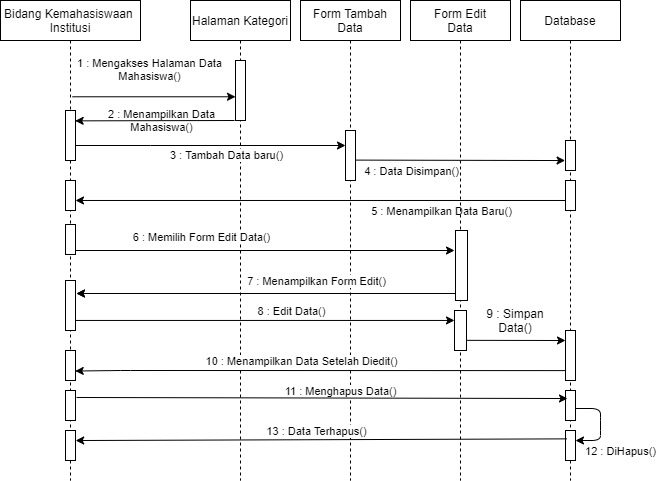 Bidang Kemahasiswaan
Institusi
Halaman Kategori
Form Tambah
Data
Form Edit
Data
Database
1 : Mengakses Halaman Data
Mahasiswa()
2 : Menampilkan Data
Mahasiswa()
3 : Tambah Data baru()
4 : Data Disimpan()
5 : Menampilkan Data Baru()
6 : Memilih Form Edit Data()
7 : Menampilkan Form Edit()
8 : Edit Data()
9 : Simpan
Data()
10 : Menampilkan Data Setelah Diedit()
11 : Menghapus Data()
12 : DiHapus()
13 : Data Terhapus()